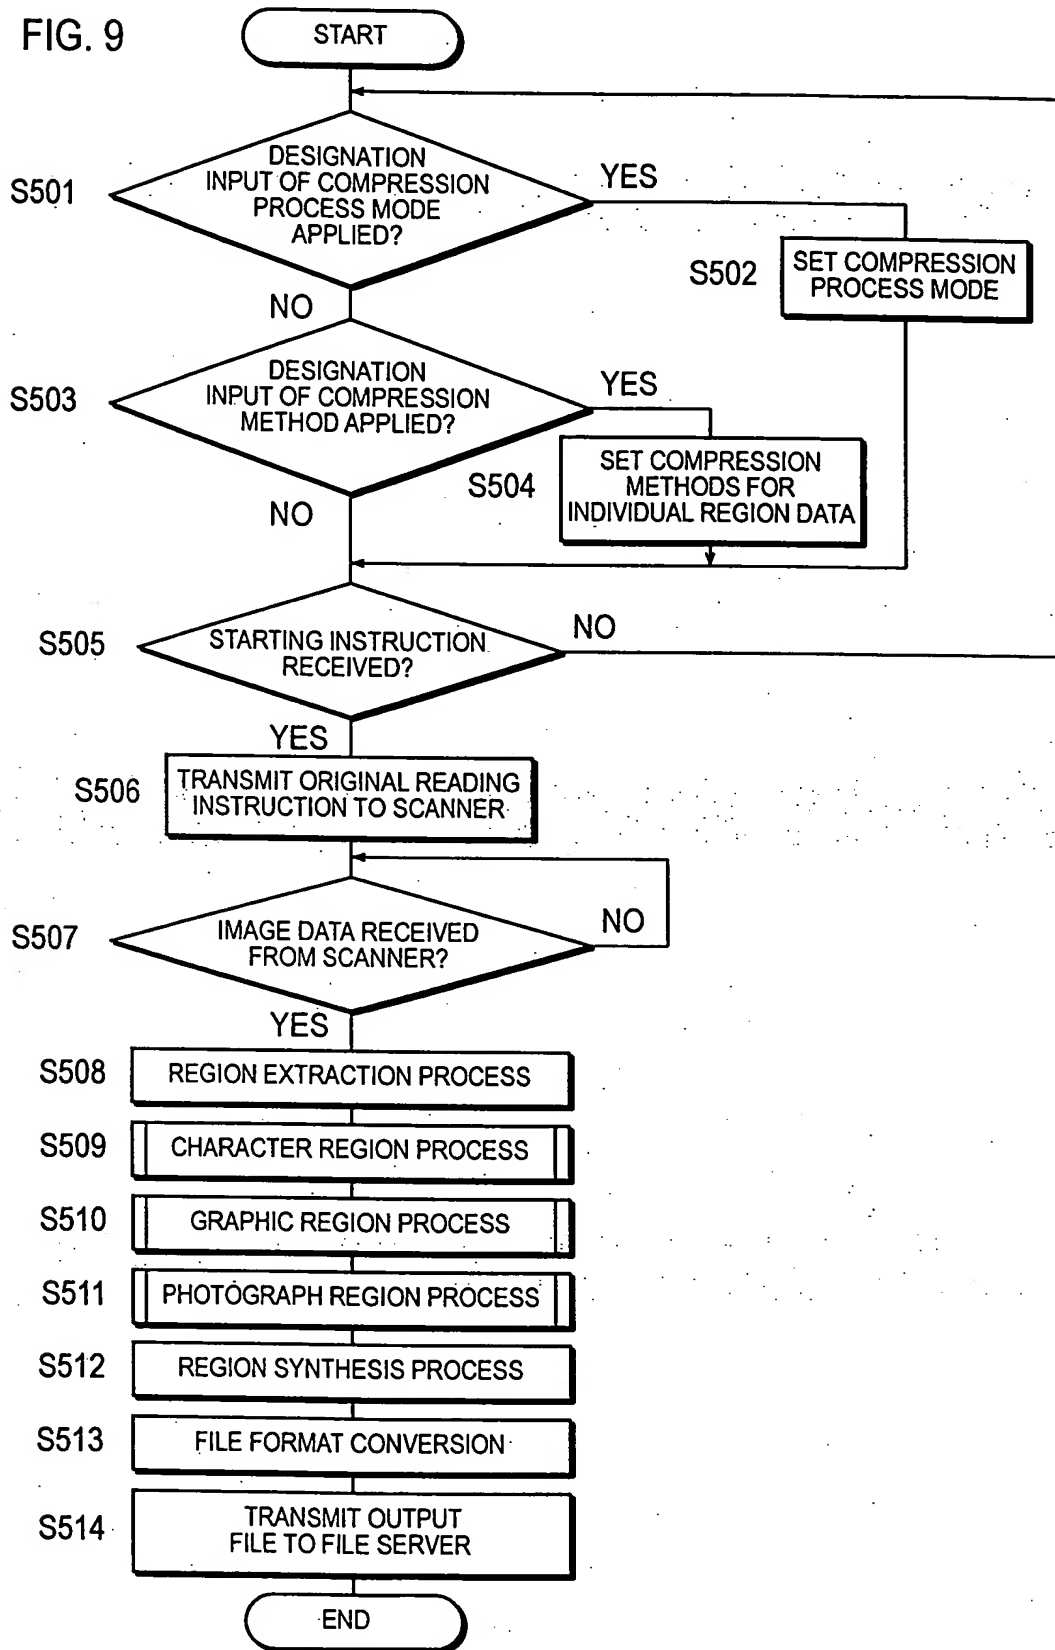 FIG. 9
START
S501
DESIGNATION
INPUT OF COMPRESSION
PROCESS MODE
APPLIED?
YES
NO
S502
SET COMPRESSION
PROCESS MODE
S503
DESIGNATION
INPUT OF COMPRESSION
METHOD APPLIED?
YES
NO
S504
SET COMPRESSION
METHODS FOR
INDIVIDUAL REGION DATA
S505
STARTING INSTRUCTION
RECEIVED?
NO
YES
S506
TRANSMIT ORIGINAL READING
INSTRUCTION TO SCANNER
S507
IMAGE DATA RECEIVED
FROM SCANNER?
NO
YES
S508
REGION EXTRACTION PROCESS
S509
CHARACTER REGION PROCESS
S510
GRAPHIC REGION PROCESS
S511
PHOTOGRAPH REGION PROCESS
S512
REGION SYNTHESIS PROCESS
S513
FILE FORMAT CONVERSION
S514
TRANSMIT OUTPUT
FILE TO FILE SERVER
END